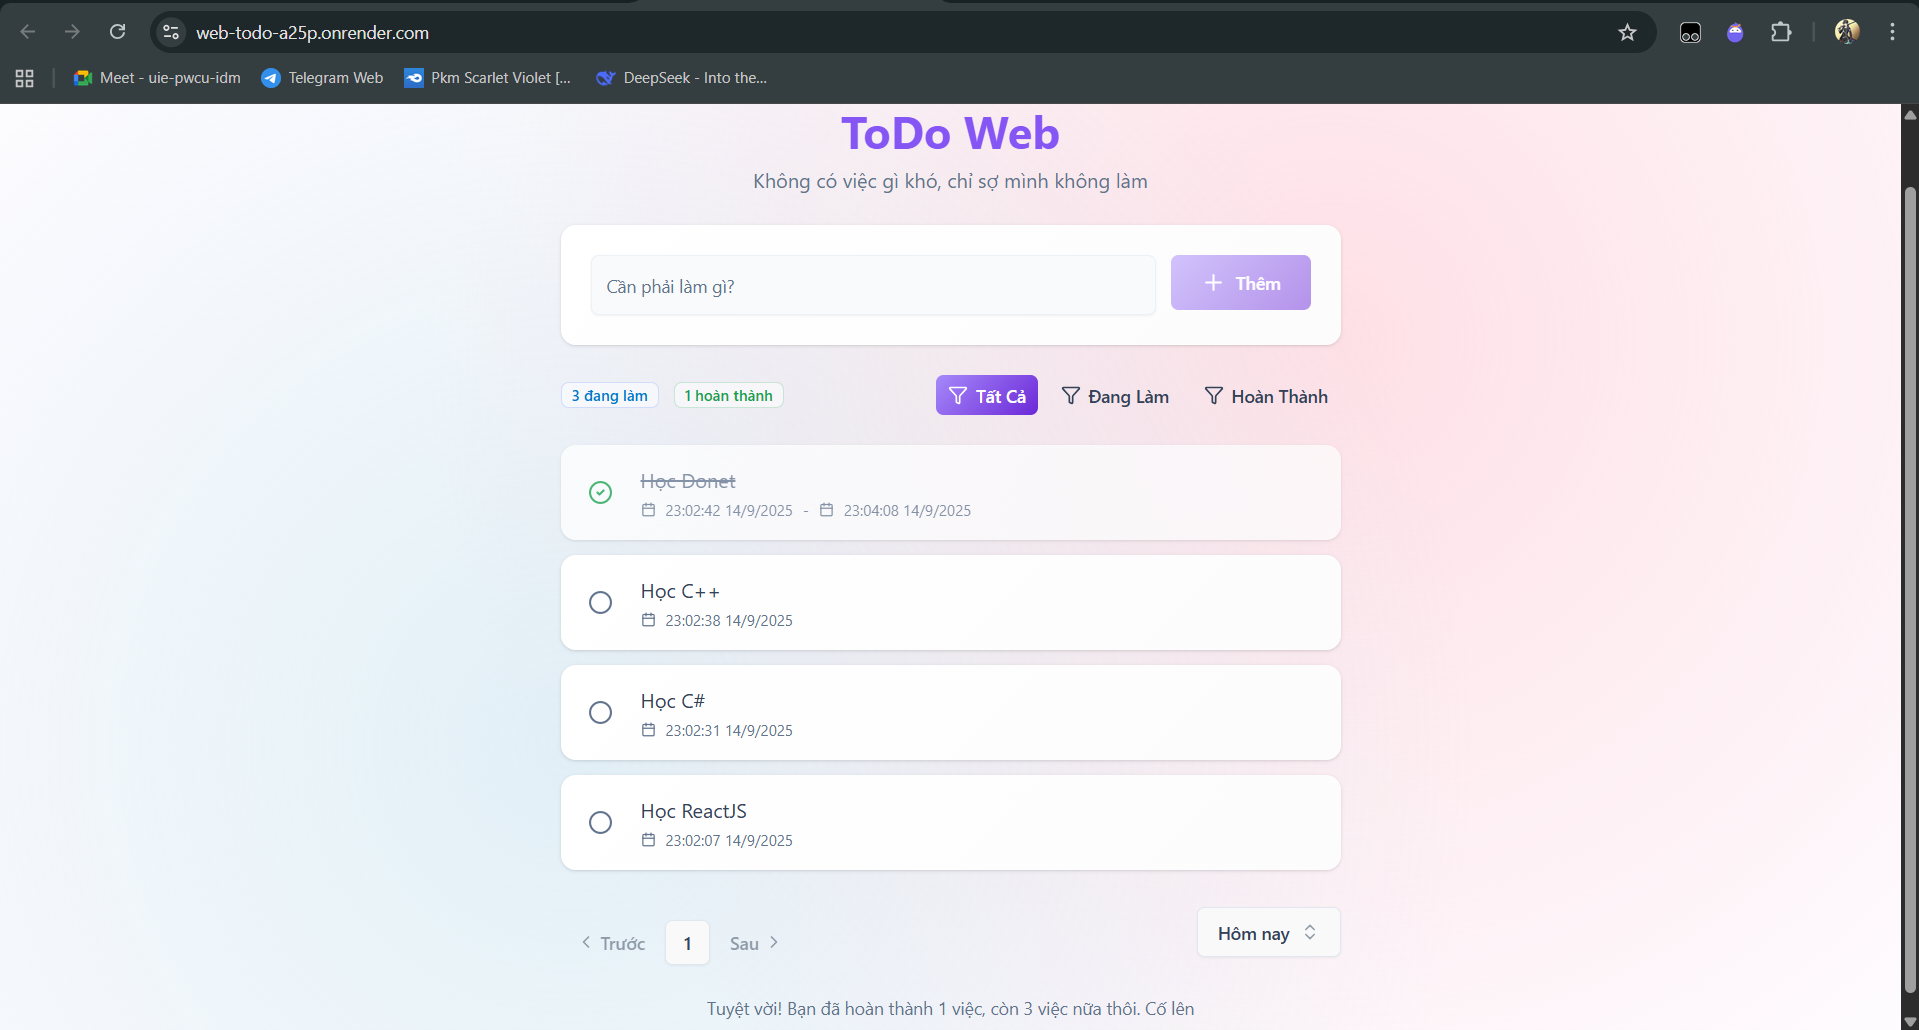 web-todo-a25p.onrender.com
Meet - uie-pwcu-idm
Telegram Web
Pkm Scarlet Violet [...
DeepSeek - Into the...
ToDo Web
Không có việc gì khó, chỉ sợ mình không làm
Cần phải làm gì?
Thêm
3 đang làm
1 hoàn thành
Tất Cả
Đang Làm
Hoàn Thành
Học Donet
23:02:42 14/9/2025 - 23:04:08 14/9/2025
Học C++
23:02:38 14/9/2025
Học C#
23:02:31 14/9/2025
Học ReactJS
23:02:07 14/9/2025
Trước
1
Sau
Hôm nay
Tuyệt vời! Bạn đã hoàn thành 1 việc, còn 3 việc nữa thôi. Cố lên